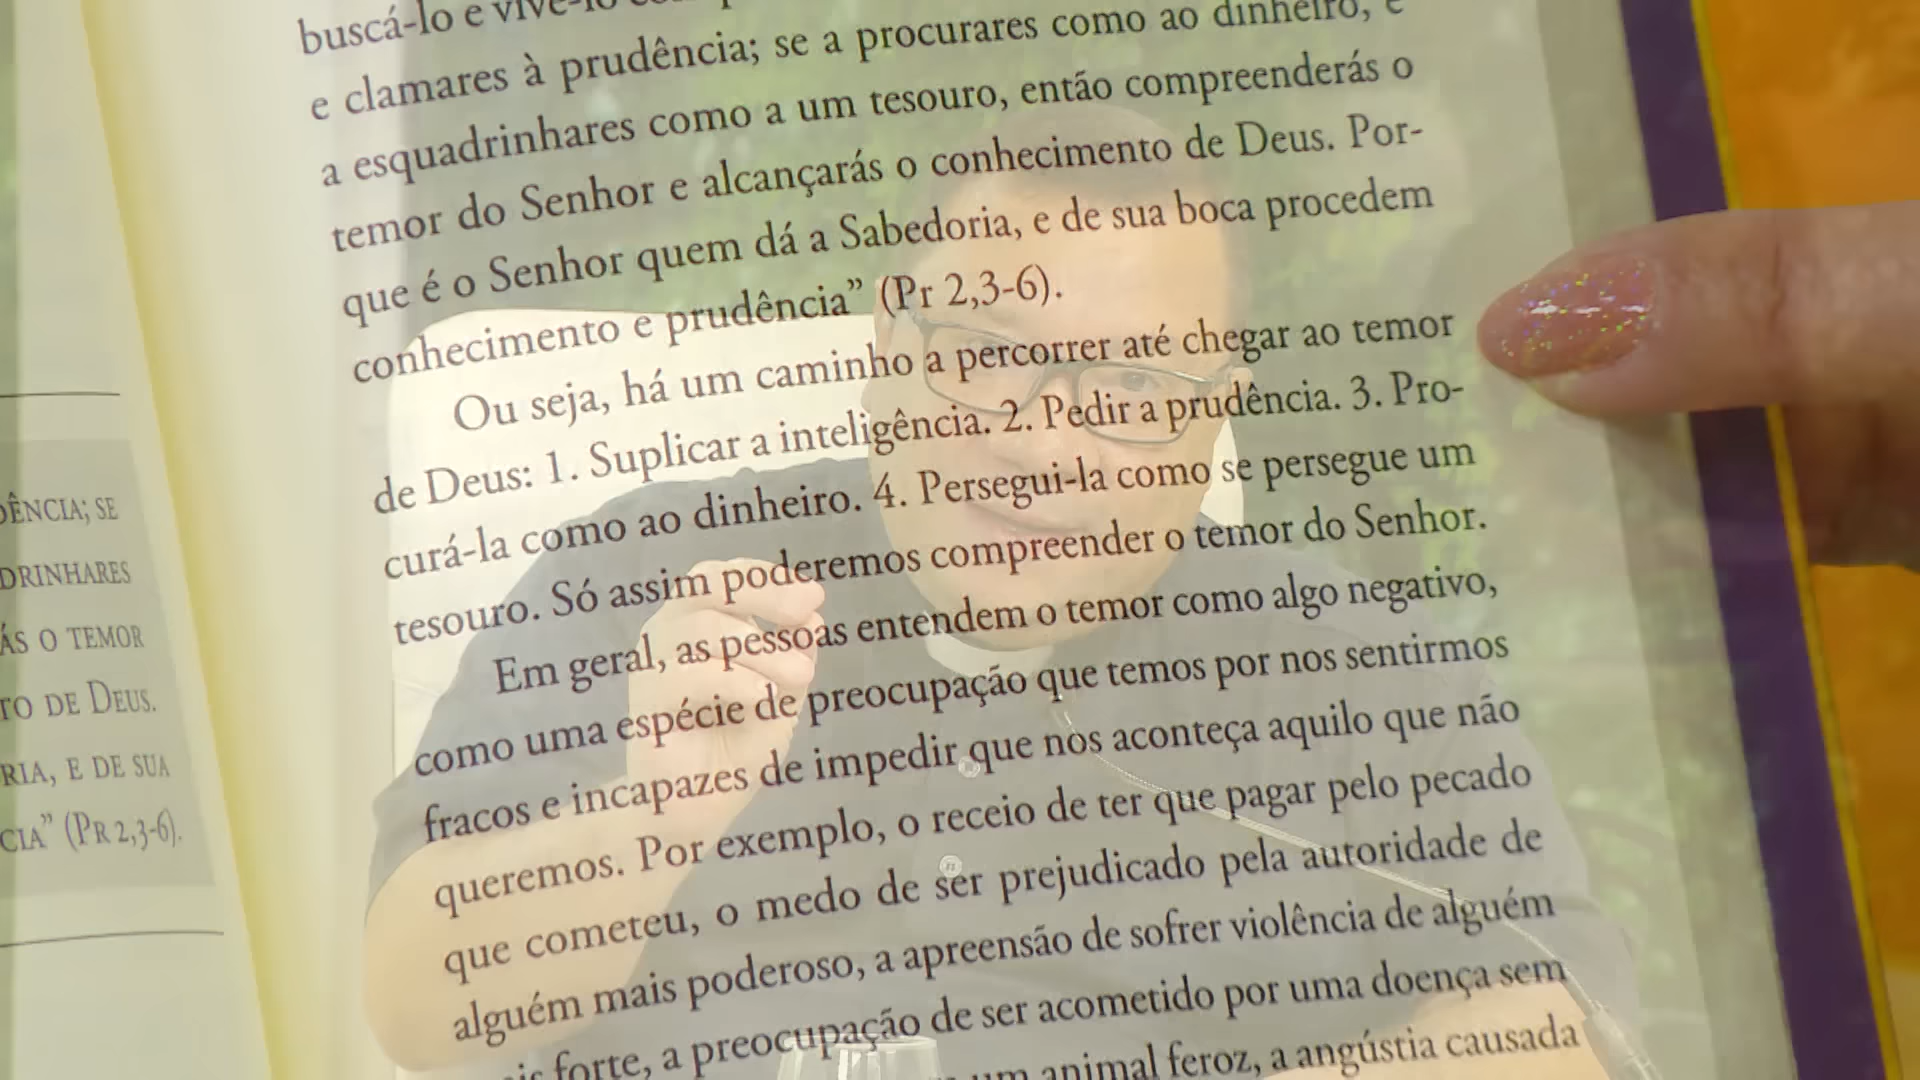 DÊNCIA; SE
DRINHARES
ÁS O TEMOR
TO DE DEUS.
RIA, E DE SUA
CIA” (PR 2,3-6).
buscá-lo e vivê-lo
e clamares à prudência; se a procurares como ao dinheiro, e
a esquadrinhares como a um tesouro, então compreenderás o
temor do Senhor e alcançarás o conhecimento de Deus. Por-
que é o Senhor quem dá a Sabedoria, e de sua boca procedem
conhecimento e prudência” (Pr 2,3-6).
Ou seja, há um caminho a percorrer até chegar ao temor
de Deus: 1. Suplicar a inteligência. 2. Pedir a prudência. 3. Pro-
curá-la como ao dinheiro. 4. Persegui-la como se persegue um
tesouro. Só assim poderemos compreender o temor do Senhor.
Em geral, as pessoas entendem o temor como algo negativo,
como uma espécie de preocupação que temos por nos sentirmos
fracos e incapazes de impedir que nos aconteça aquilo que não
queremos. Por exemplo, o receio de ter que pagar pelo pecado
que cometeu, o medo de ser prejudicado pela autoridade de
alguém mais poderoso, a apreensão de sofrer violência de alguém
forte, a preocupação de ser acometido por uma doença sem
um animal feroz, a angústia causada